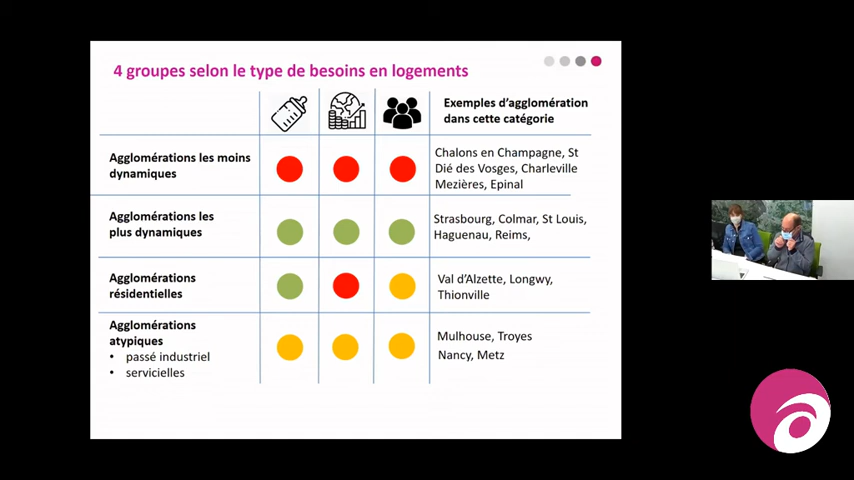 4 groupes selon le type de besoins en logements
Exemples d'agglomération
dans cette catégorie
Agglomérations les moins
dynamiques
Chalons en Champagne, St
Dié des Vosges, Charleville
Mezières, Epinal
Agglomérations les
plus dynamiques
Strasbourg, Colmar, St Louis,
Haguenau, Reims,
Agglomérations
résidentielles
Val d'Alzette, Longwy,
Thionville
Agglomérations
atypiques
• passé industriel
• servicielles
Mulhouse, Troyes
Nancy, Metz